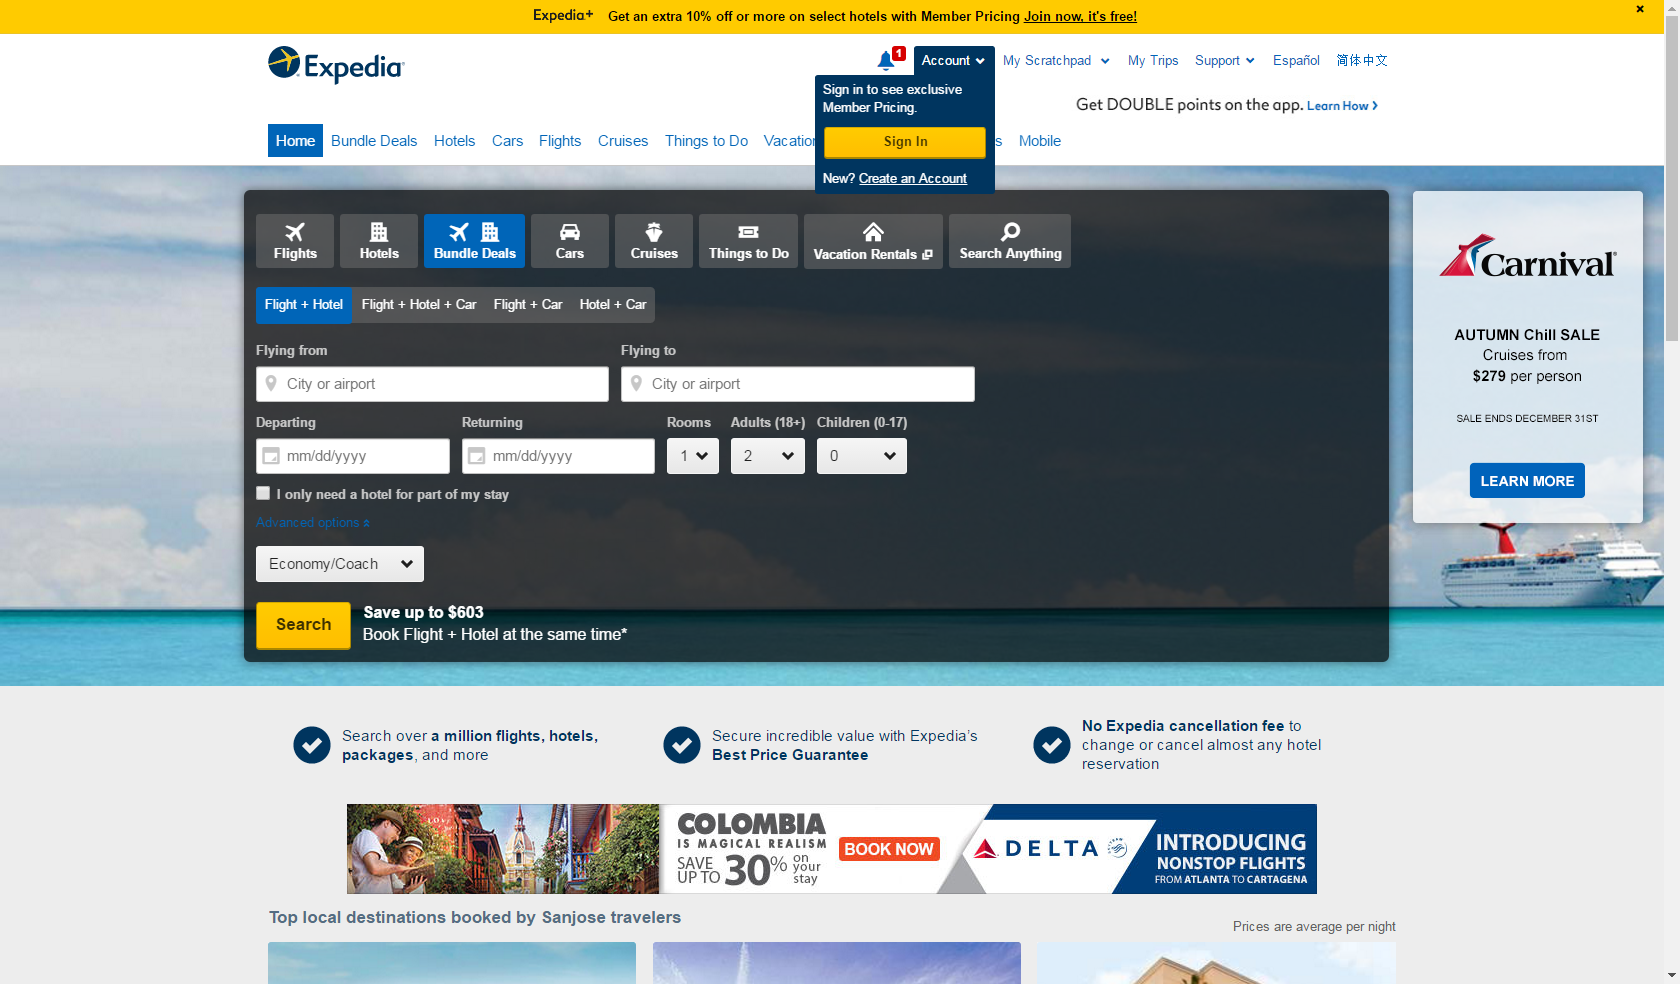 Expedia+ Get an extra 10% off or more on select hotels with Member Pricing Join now, it's free!
Expedia
1
Account
My Scratchpad
My Trips
Support
Español
简体中文
Sign in to see exclusive
Member Pricing.
Sign In
New? Create an Account
Get DOUBLE points on the app. Learn How
Home
Bundle Deals
Hotels
Cars
Flights
Cruises
Things to Do
Mobile
Flights
Hotels
Bundle Deals
Cars
Cruises
Things to Do
Vacation Rentals
Search Anything
Flight + Hotel
Flight + Hotel + Car
Flight + Car
Hotel + Car
Flying from
Flying to
City or airport
City or airport
Departing
Returning
Rooms
Adults (18+)
Children (0-17)
mm/dd/yyyy
mm/dd/yyyy
1
2
0
I only need a hotel for part of my stay
Advanced options
Economy/Coach
Search
Save up to $603
Book Flight + Hotel at the same time*
Carnival
AUTUMN Chill SALE
Cruises from
$279 per person
SALE ENDS DECEMBER 31ST
LEARN MORE
Search over a million flights, hotels,
packages, and more
Secure incredible value with Expedia's
Best Price Guarantee
No Expedia cancellation fee to
change or cancel almost any hotel
reservation
COLOMBIA
IS MAGICAL REALISM
SAVE
UP TO 30% on
your
stay
BOOK NOW
DELTA
INTRODUCING
NONSTOP FLIGHTS
FROM ATLANTA TO CARTAGENA
Top local destinations booked by Sanjose travelers
Prices are average per night